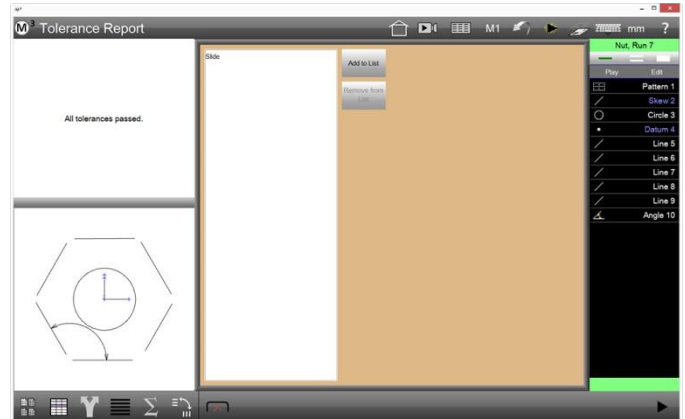 M³
M³ Tolerance Report
M1
mm
?
All tolerances passed.
Slide
Add to List
Remove from
List
Nut, Run 7
Play Edit
Pattern 1
Skew 2
Circle 3
Datum 4
Line 5
Line 6
Line 7
Line 8
Line 9
Angle 10